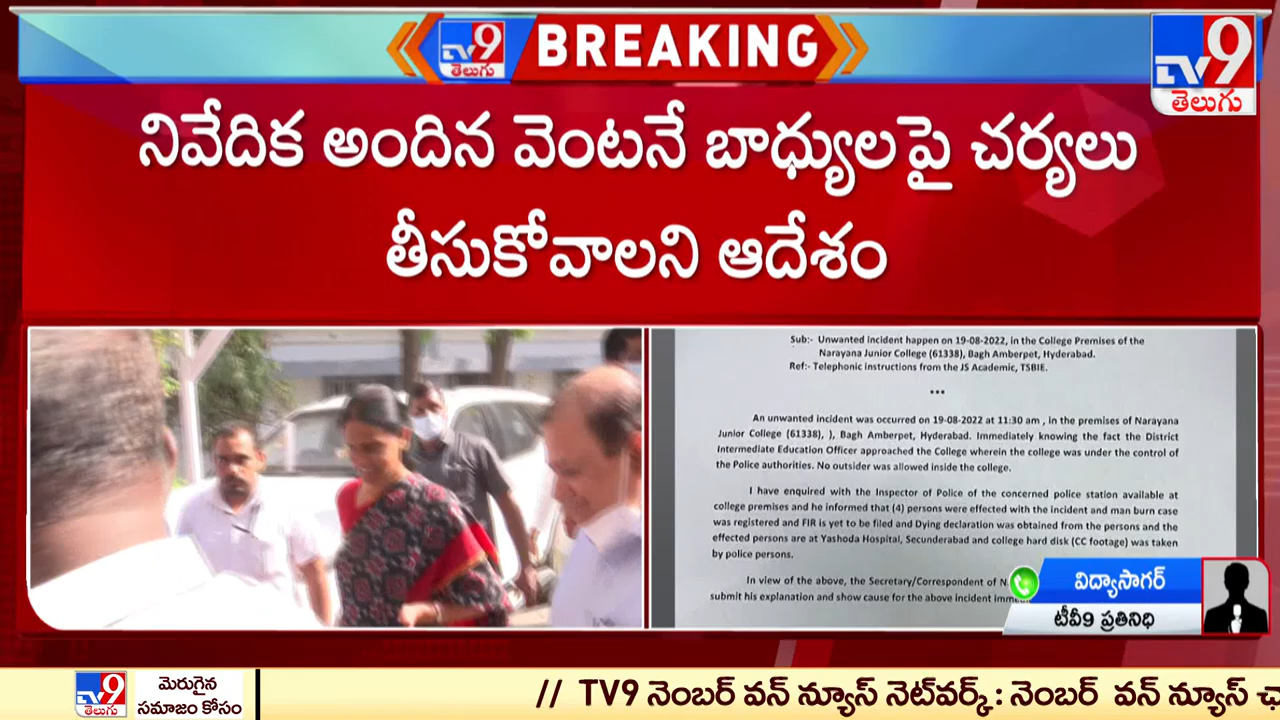 TV9 తెలుగు BREAKING
TV9 తెలుగు
నివేదిక అందిన వెంటనే బాధ్యులపై చర్యలు
తీసుకోవాలని ఆదేశం
Sub:- Unwanted incident happen on 19-08-2022, in the College Premises of the
Narayana Junior College (61338), Bagh Amberpet, Hyderabad.
Ref:- Telephonic instructions from the JS Academic, TSBIE.
***
An unwanted incident was occurred on 19-08-2022 at 11:30 am , in the premises of Narayana
Junior College (61338), ), Bagh Amberpet, Hyderabad. Immediately knowing the fact the District
Intermediate Education Officer approached the College wherein the college was under the control of
the Police authorities. No outsider was allowed inside the college.
I have enquired with the Inspector of Police of the concerned police station available at
college premises and he informed that (4) persons were effected with the incident and man burn case
was registered and FIR is yet to be filed and Dying declaration was obtained from the persons and the
effected persons are at Yashoda Hospital, Secunderabad and college hard disk (CC footage) was taken
by police persons.
In view of the above, the Secretary/Correspondent of
submit his explanation and show cause for the above incident
విద్యాసాగర్
టీవీ9 ప్రతినిధి
TV9 తెలుగు
మెరుగైన
సమాజం కోసం
// TV9 నెంబర్ వన్ న్యూస్ నెట్‌వర్క్ : నెంబర్ వన్ న్యూస్